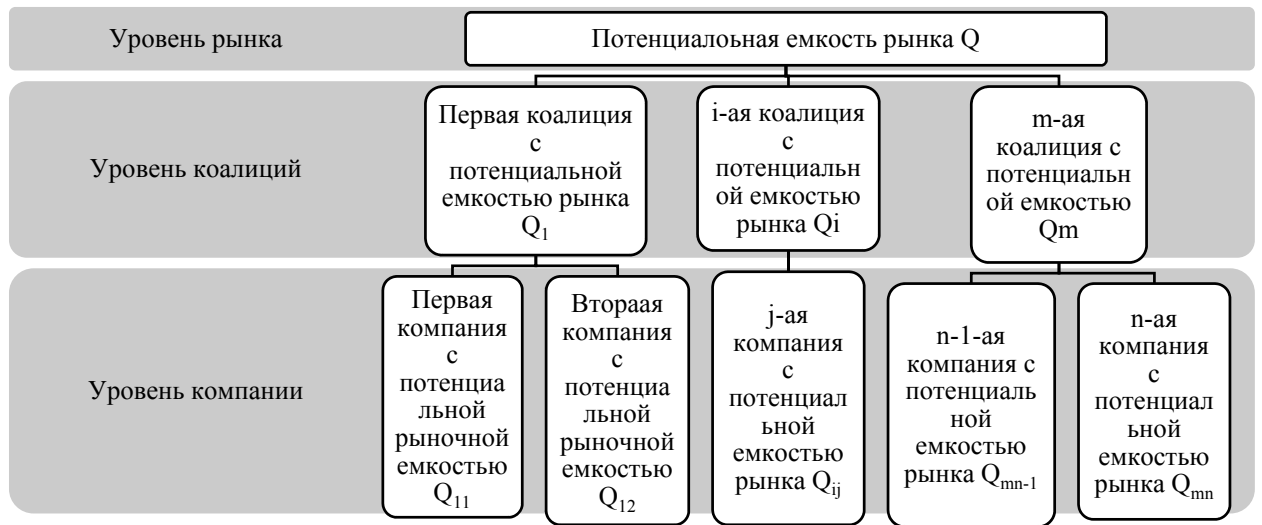 Уровень рынка
Потенциалоьная емкость рынка Q
Уровень коалиций
Первая коалиция
с
потенциальной
емкостью рынка
Q₁
i-ая коалиция
с
потенциальн
ой емкостью
рынка Qi
m-ая
коалиция с
потенциальн
ой емкостью
Qm
Уровень компании
Первая
компания
с
потенциа
льной
рыночной
емкостью
Q₁₁
Втораая
компания
с
потенциа
льной
рыночной
емкостью
Q₁₂
j-ая
компания
с
потенциал
ьной
емкостью
рынка Qᵢⱼ
n-1-ая
компания с
потенциаль
ной
емкостью
рынка Qₘₙ₋₁
n-ая
компания
с
потенциал
ьной
емкостью
рынка Qₘₙ